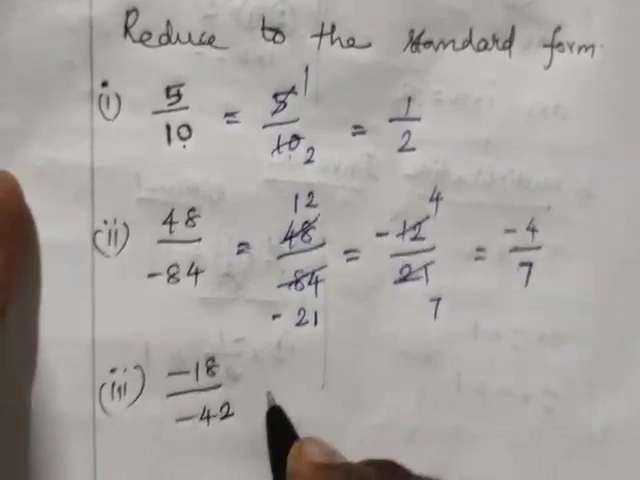 Reduce to the standard form.
(i) 5/10 = 5/10 1 2 = 1/2
(ii) 48/-84 = 48/-84 12 -21 = -12/21 4 7 = -4/7
(iii) -18/-42